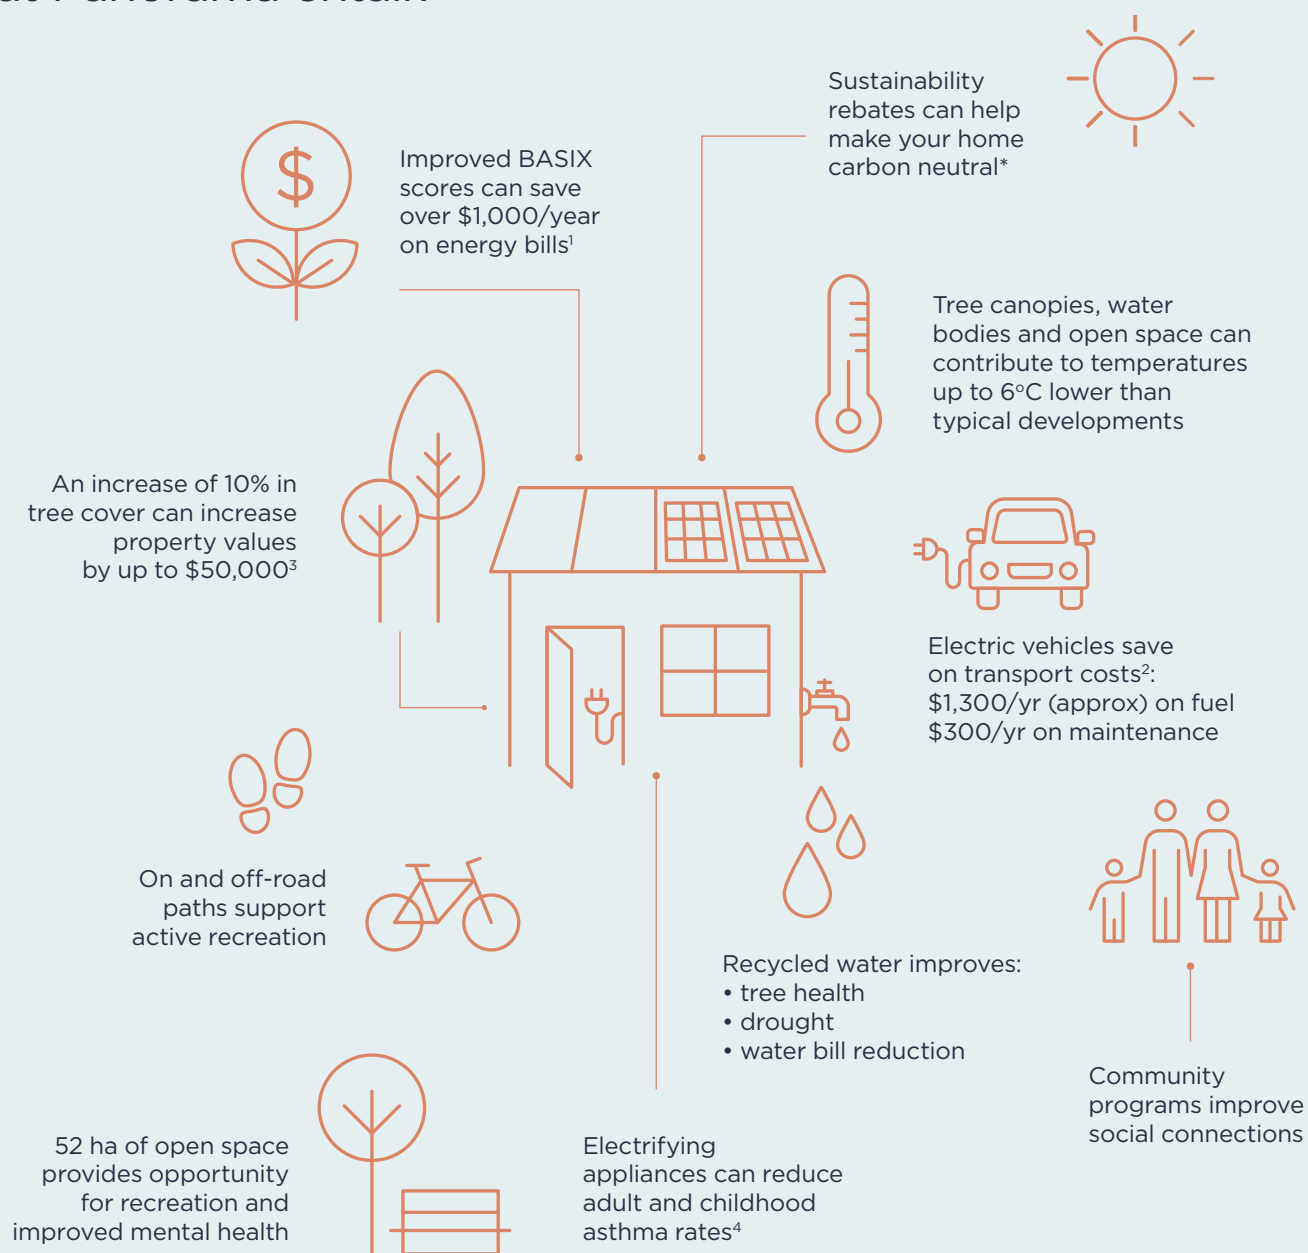 Sustainability
rebates can help
make your home
carbon neutral*
Improved BASIX
scores can save
over $1,000/year
on energy bills¹
$
Tree canopies, water
bodies and open space can
contribute to temperatures
up to 6°C lower than
typical developments
An increase of 10% in
tree cover can increase
property values
by up to $50,000³
Electric vehicles save
on transport costs²:
$1,300/yr (approx) on fuel
$300/yr on maintenance
On and off-road
paths support
active recreation
Recycled water improves:
• tree health
• drought
• water bill reduction
Community
programs improve
social connections
52 ha of open space
provides opportunity
for recreation and
improved mental health
Electrifying
appliances can reduce
adult and childhood
asthma rates⁴